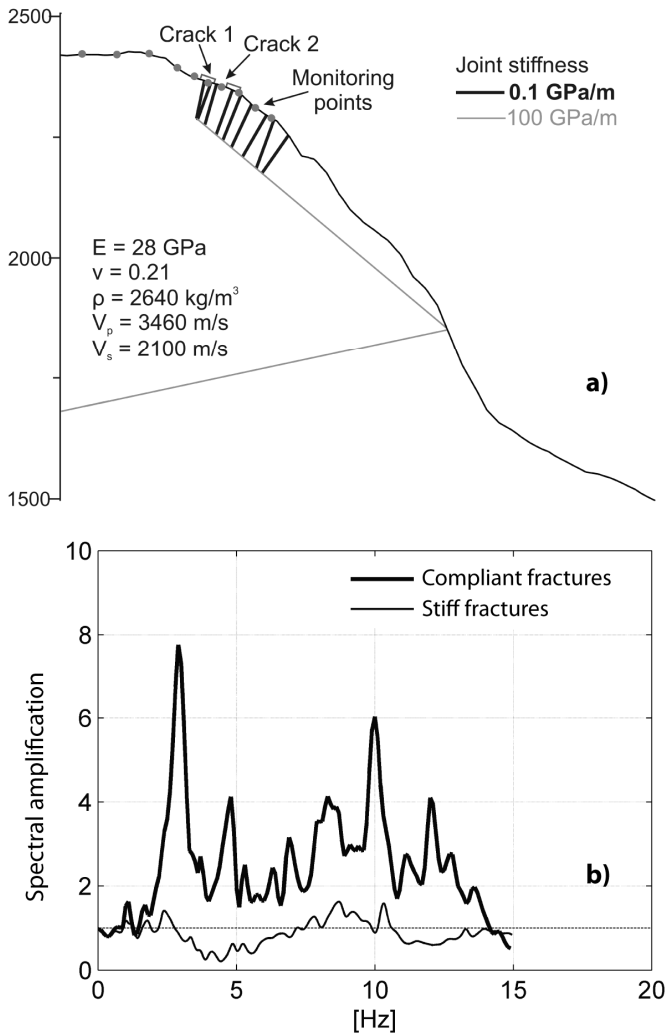 2500
Crack 1
Crack 2
Monitoring
points
Joint stiffness
0.1 GPa/m
100 GPa/m
2000
E = 28 GPa
v = 0.21
ρ = 2640 kg/m³
Vₚ = 3460 m/s
Vₛ = 2100 m/s
a)
1500
10
Compliant fractures
Stiff fractures
8
6
4
2
0
Spectral amplification
b)
0 5 10 15 20
[Hz]